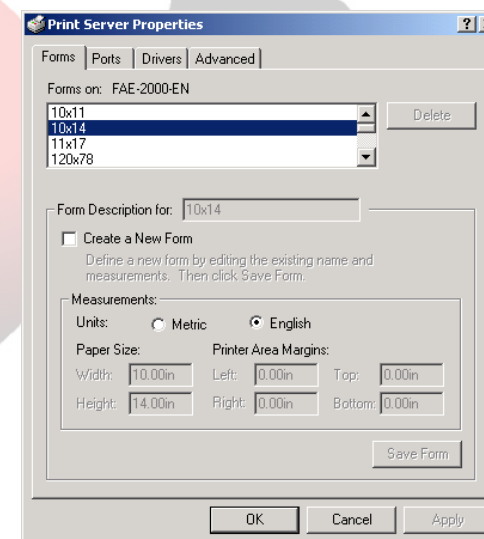 Print Server Properties
?
Forms Ports Drivers Advanced
Forms on: FAE-2000-EN
10x11
10x14
11x17
120x78
Delete
Form Description for: 10x14
Create a New Form
Define a new form by editing the existing name and
measurements. Then click Save Form.
Measurements:
Units: Metric English
Paper Size: Printer Area Margins:
Width: 10.00in Left: 0.00in Top: 0.00in
Height: 14.00in Right: 0.00in Bottom: 0.00in
Save Form
OK Cancel Apply